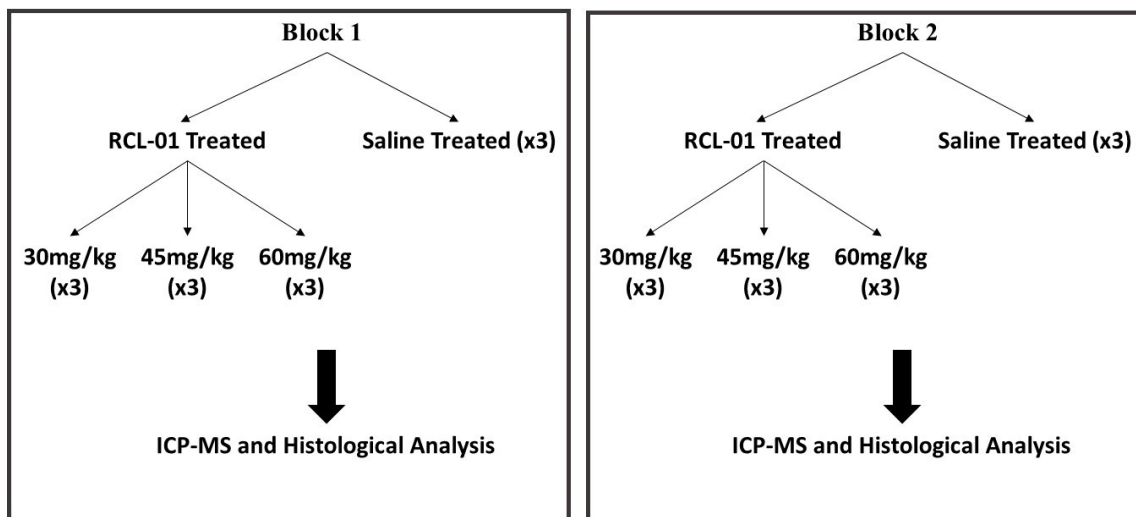 Block 1
RCL-01 Treated
Saline Treated (x3)
30mg/kg
(x3)
45mg/kg
(x3)
60mg/kg
(x3)
ICP-MS and Histological Analysis
Block 2
RCL-01 Treated
Saline Treated (x3)
30mg/kg
(x3)
45mg/kg
(x3)
60mg/kg
(x3)
ICP-MS and Histological Analysis